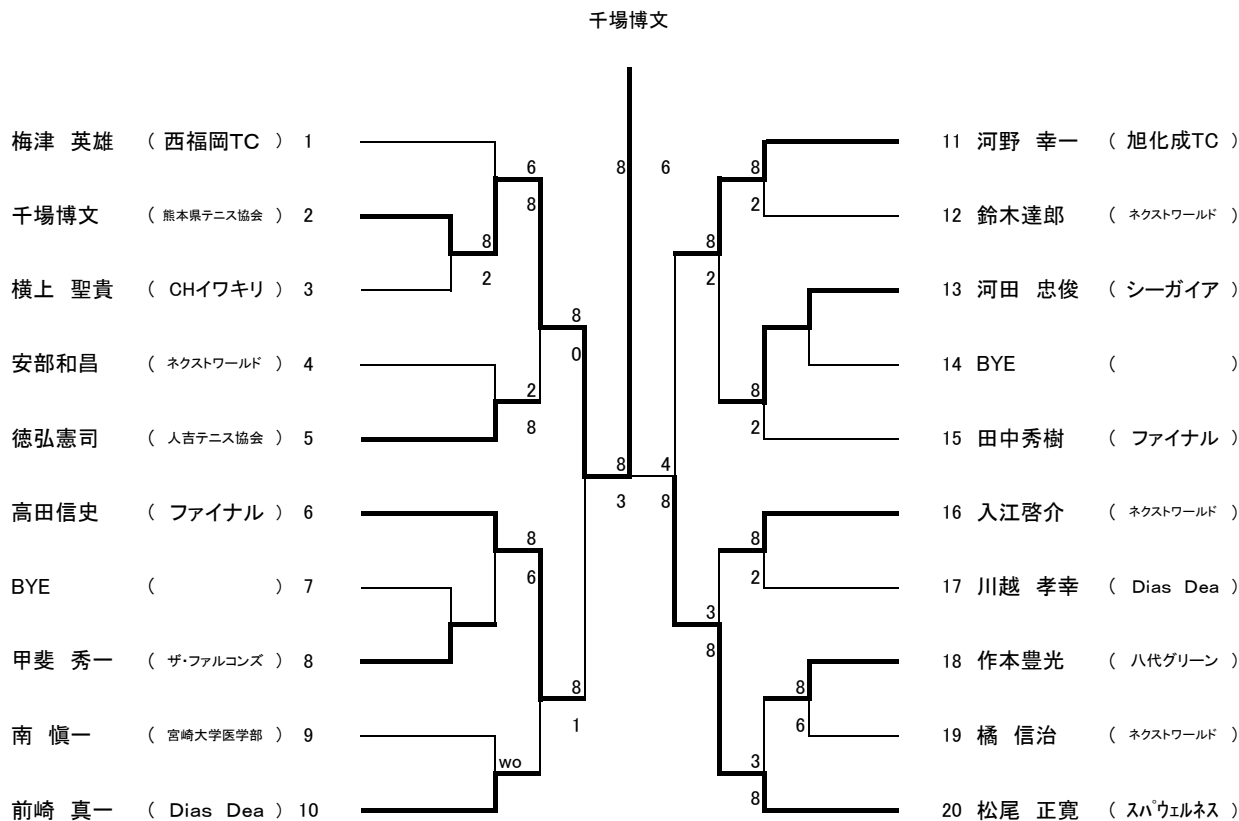 千場博文
梅津 英雄 ( 西福岡TC ) 1
千場博文 ( 熊本県テニス協会 ) 2
横上 聖貴 ( CHイワキリ ) 3
安部和昌 ( ネクストワールド ) 4
徳弘憲司 ( 人吉テニス協会 ) 5
高田信史 ( ファイナル ) 6
BYE ( ) 7
甲斐 秀一 ( ザ・ファルコンズ ) 8
南 愼一 ( 宮崎大学医学部 ) 9
前崎 真一 ( Dias Dea ) 10
6
8
8
2
8
0
2
8
8
6
8
1
wo
8
3
8 6
4
8
8
2
8
2
8
2
8
2
3
8
8
6
3
8
11 河野 幸一 ( 旭化成TC )
12 鈴木達郎 ( ネクストワールド )
13 河田 忠俊 ( シーガイア )
14 BYE ( )
15 田中秀樹 ( ファイナル )
16 入江啓介 ( ネクストワールド )
17 川越 孝幸 ( Dias Dea )
18 作本豊光 ( 八代グリーン )
19 橘 信治 ( ネクストワールド )
20 松尾 正寛 ( スパウェルネス )